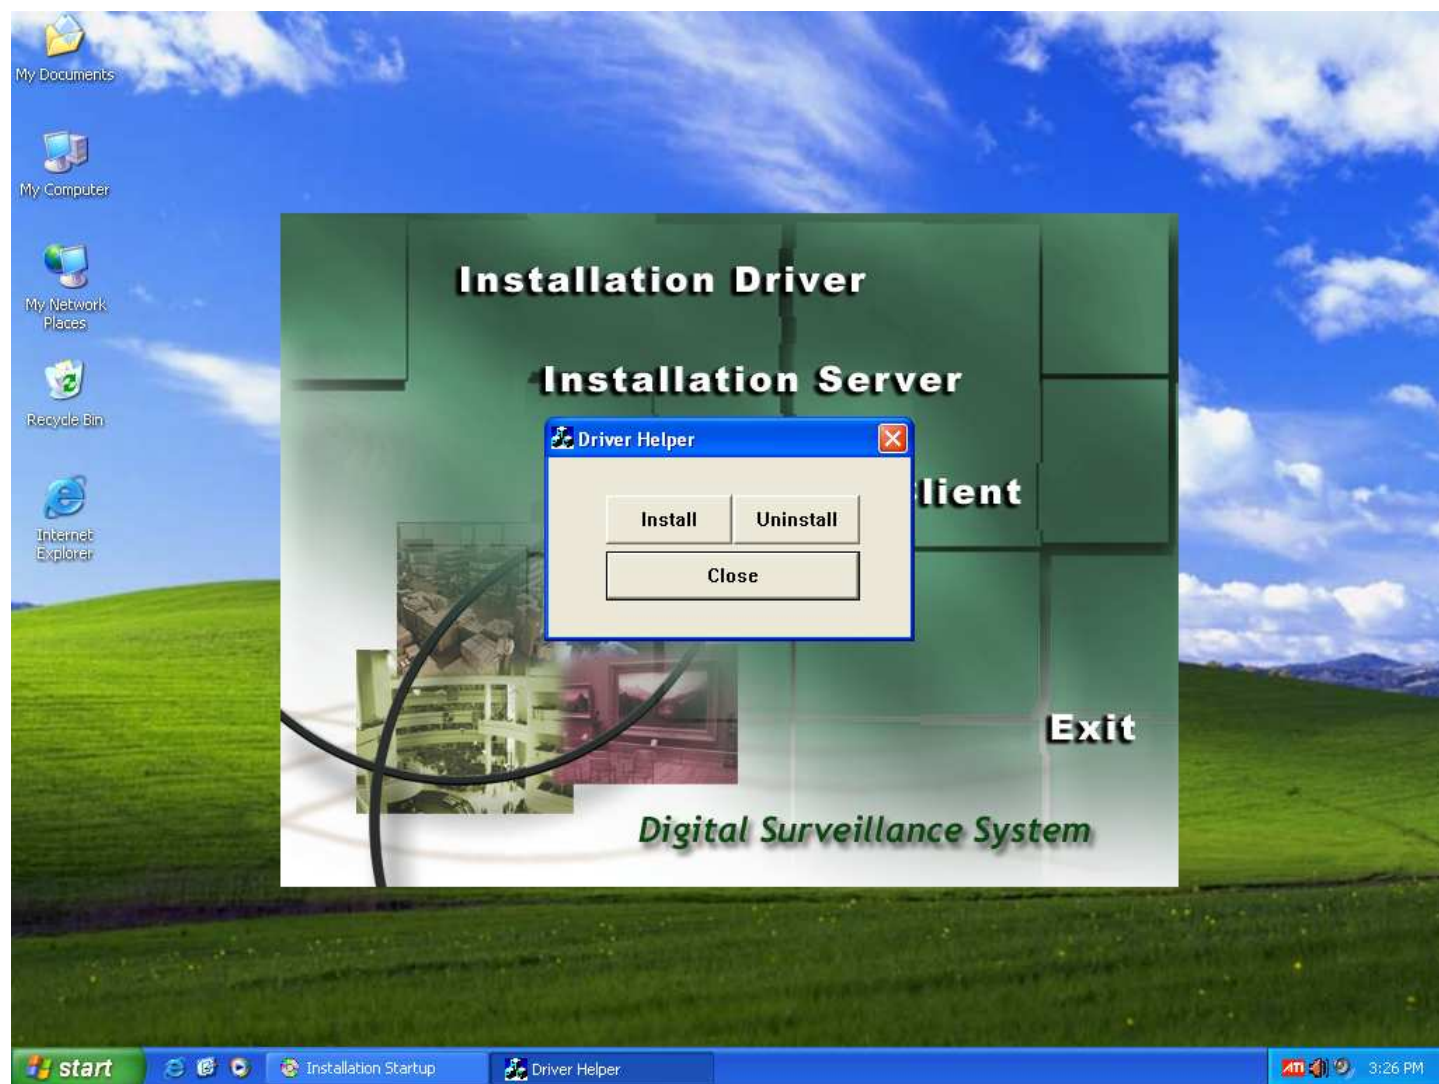 My Documents
My Computer
My Network
Places
Recycle Bin
Internet
Explorer
Installation Driver
Installation Server
Driver Helper
lient
Install
Uninstall
Close
Exit
Digital Surveillance System
start
Installation Startup
Driver Helper
ATI
3:26 PM